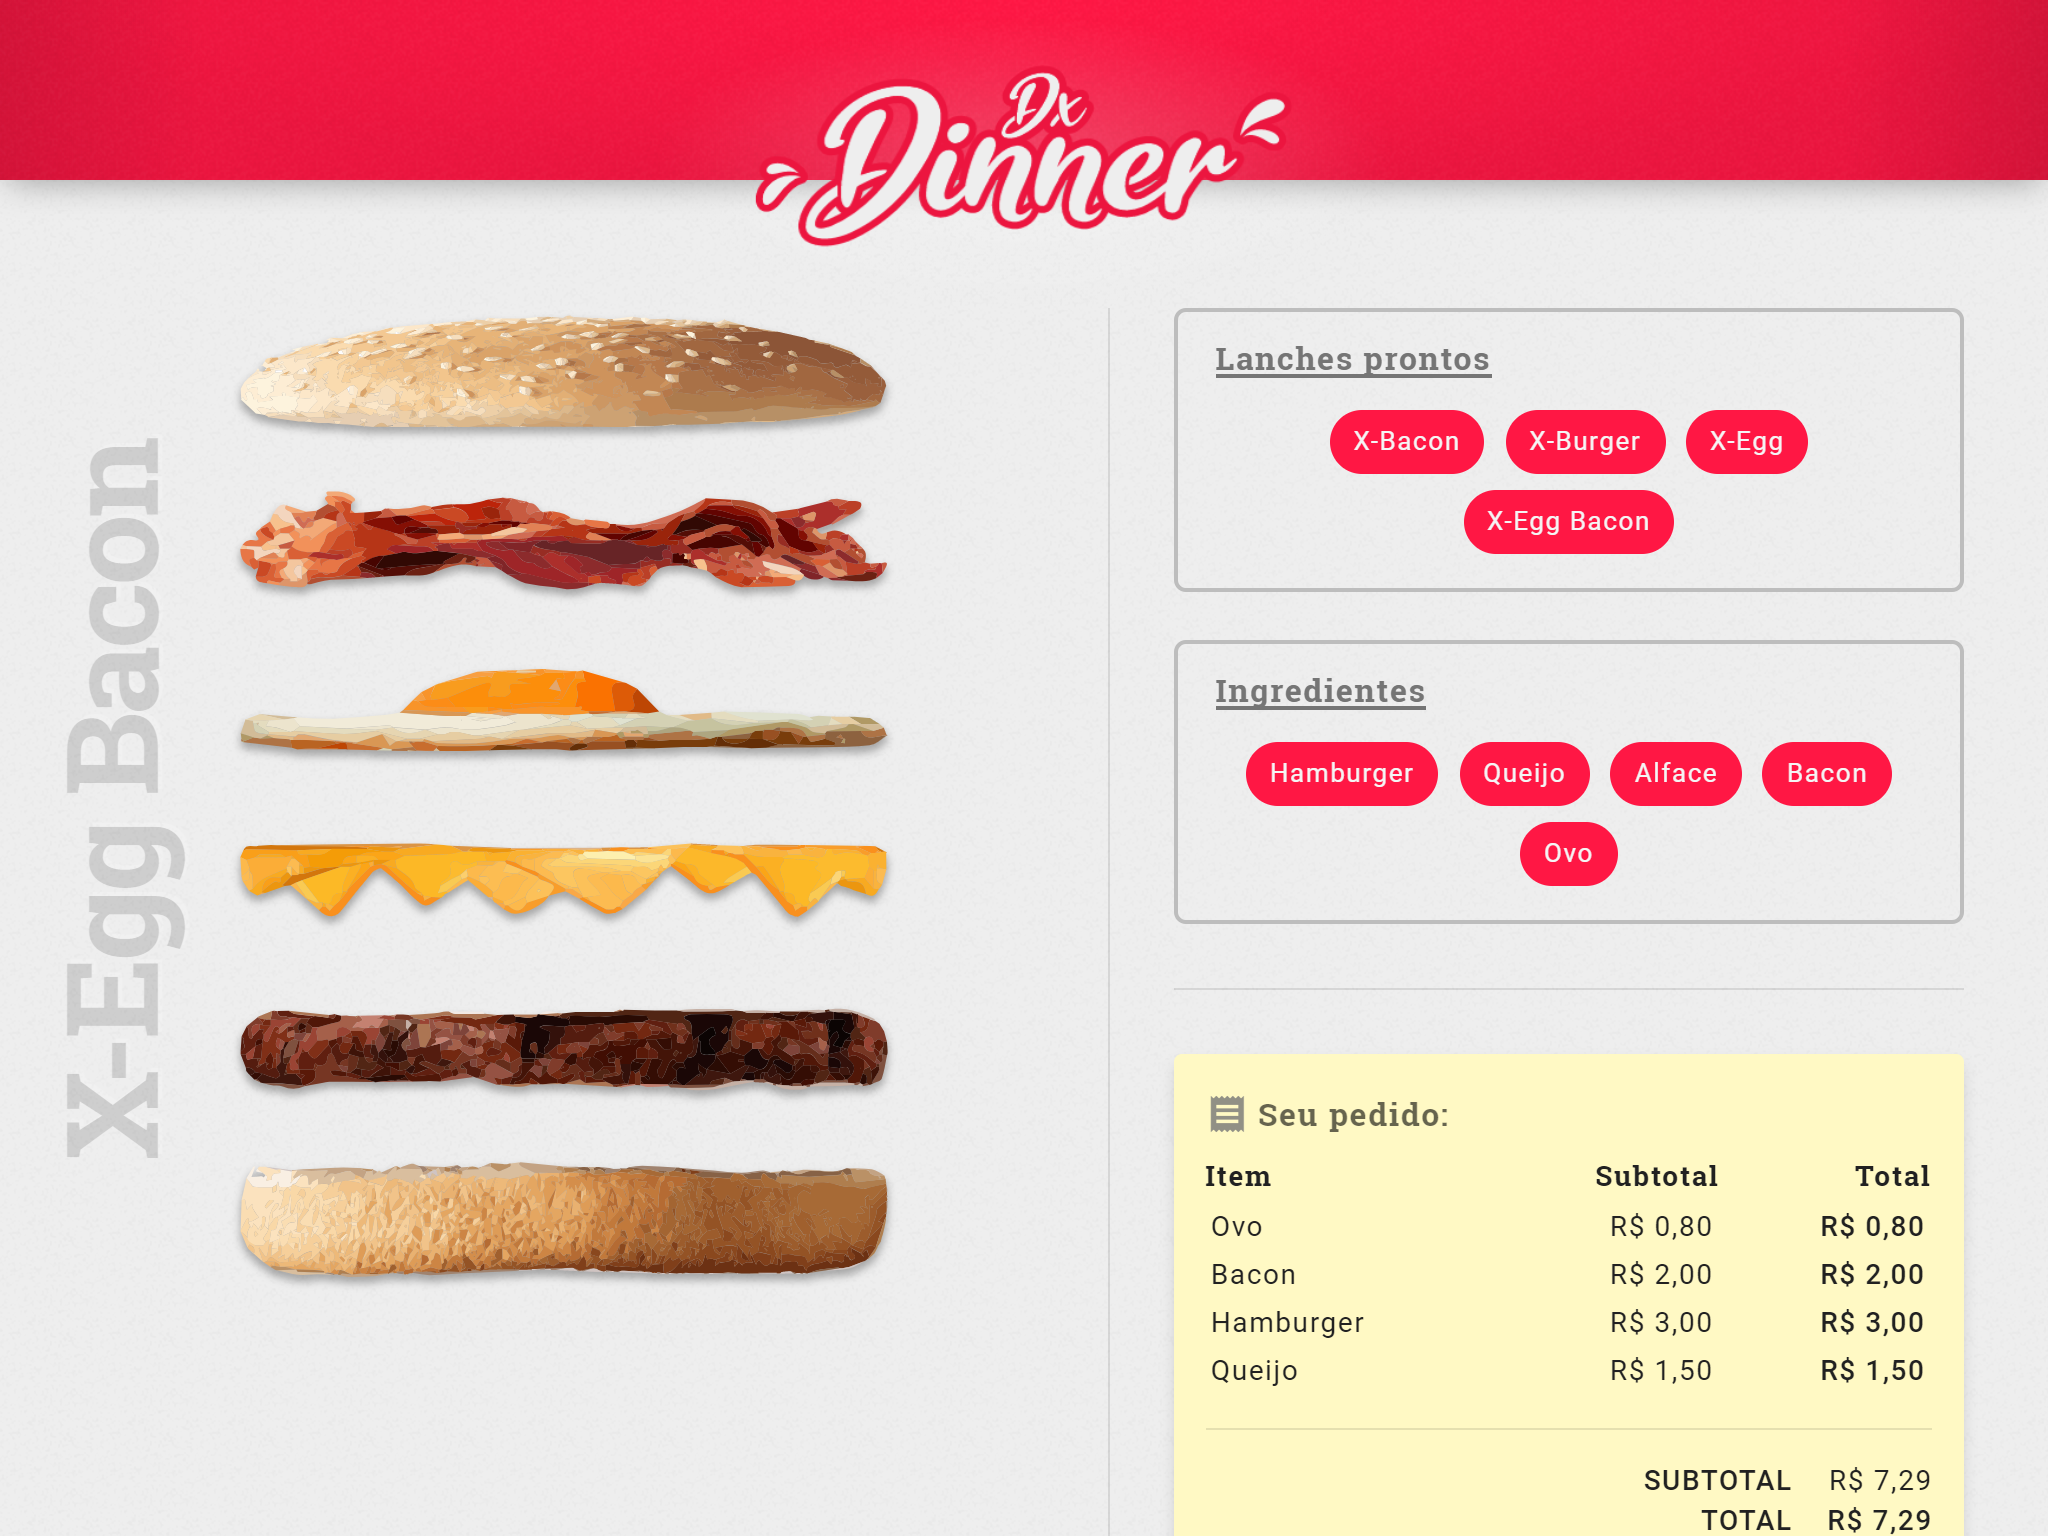 Dx
Dinner
X-Egg Bacon
Lanches prontos
X-Bacon X-Burger X-Egg
X-Egg Bacon
Ingredientes
Hamburger Queijo Alface Bacon
Ovo
Seu pedido:
Item Subtotal Total
Ovo R$ 0,80 R$ 0,80
Bacon R$ 2,00 R$ 2,00
Hamburger R$ 3,00 R$ 3,00
Queijo R$ 1,50 R$ 1,50
SUBTOTAL R$ 7,29
TOTAL R$ 7,29